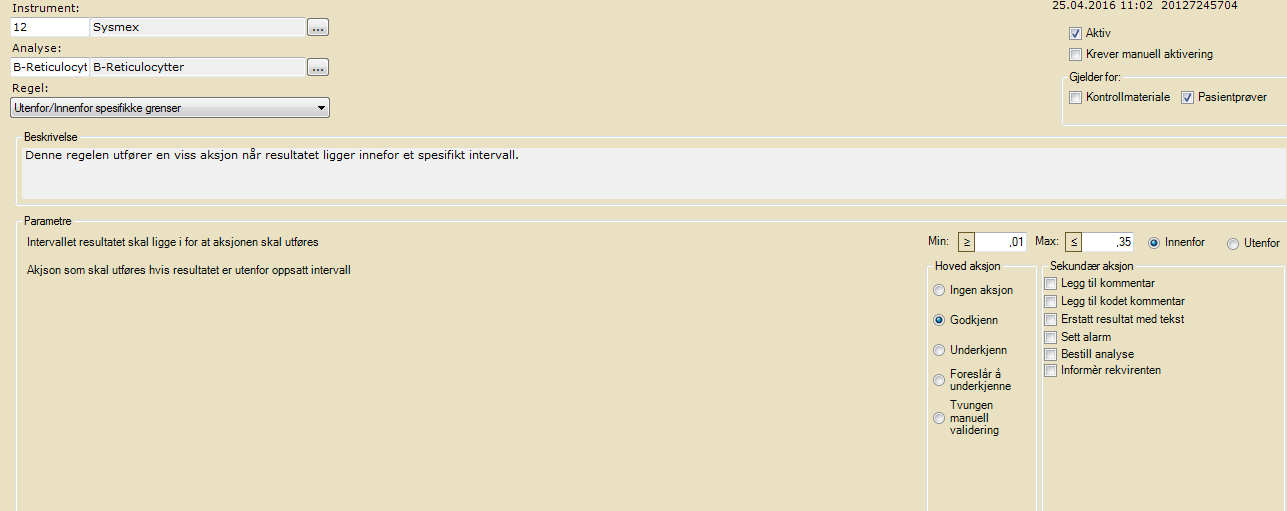 Instrument:
25.04.2016 11:02 20127245704
12 Sysmex ...
Aktiv
Analyse:
Krever manuell aktivering
B-Reticulocyt B-Reticulocytter ...
Gjelder for:
Regel:
Kontrollmateriale Pasientprøver
Utenfor/Innenfor spesifikke grenser
Beskrivelse
Denne regelen utfører en viss aksjon når resultatet ligger innefor et spesifikt intervall.
Parametre
Intervallet resultatet skal ligge i for at aksjonen skal utføres
Min: ≥ ,01 Max: ≤ ,35 Innenfor Utenfor
Akjson som skal utføres hvis resultatet er utenfor oppsatt intervall
Hoved aksjon
Ingen aksjon
Godkjenn
Underkjenn
Foreslår å
underkjenne
Tvungen
manuell
validering
Sekundær aksjon
Legg til kommentar
Legg til kodet kommentar
Erstatt resultat med tekst
Sett alarm
Bestill analyse
Informèr rekvirenten